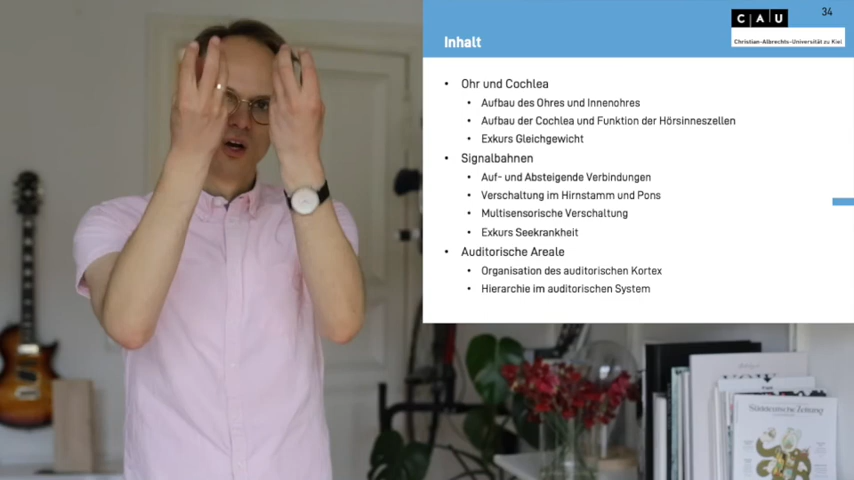 34
C A U
Christian-Albrechts-Universität zu Kiel
Inhalt
• Ohr und Cochlea
• Aufbau des Ohres und Innenohres
• Aufbau der Cochlea und Funktion der Hörsinneszellen
• Exkurs Gleichgewicht
• Signalbahnen
• Auf- und Absteigende Verbindungen
• Verschaltung im Hirnstamm und Pons
• Multisensorische Verschaltung
• Exkurs Seekrankheit
• Auditorische Areale
• Organisation des auditorischen Kortex
• Hierarchie im auditorischen System
Süddeutsche Zeitung